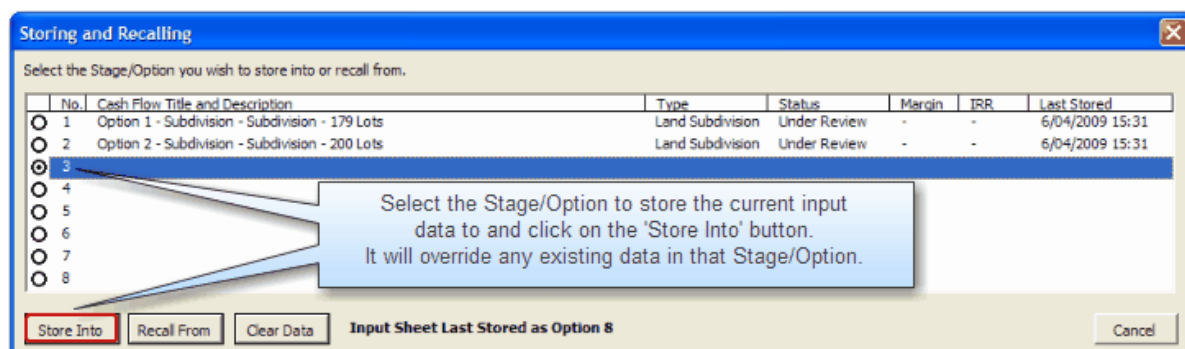 Storing and Recalling
Select the Stage/Option you wish to store into or recall from.
No. Cash Flow Title and Description Type Status Margin IRR Last Stored
1 Option 1 - Subdivision - Subdivision - 179 Lots Land Subdivision Under Review - - 6/04/2009 15:31
2 Option 2 - Subdivision - Subdivision - 200 Lots Land Subdivision Under Review - - 6/04/2009 15:31
3
4
5
6
7
8
Select the Stage/Option to store the current input
data to and click on the 'Store Into' button.
It will override any existing data in that Stage/Option.
Store Into Recall From Clear Data Input Sheet Last Stored as Option 8 Cancel